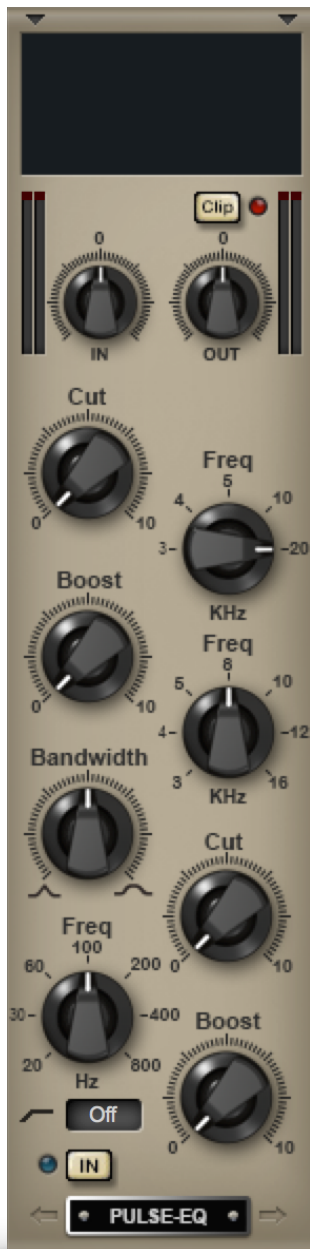 Clip
0 0
IN OUT
Cut
0 10
Freq
3 4 5 10 20
KHz
Boost
0 10
Freq
3 4 5 8 10 12 16
KHz
Bandwidth
Cut
0 10
Freq
20 30 60 100 200 400 800
Hz
Boost
0 10
Off
IN
PULSE-EQ